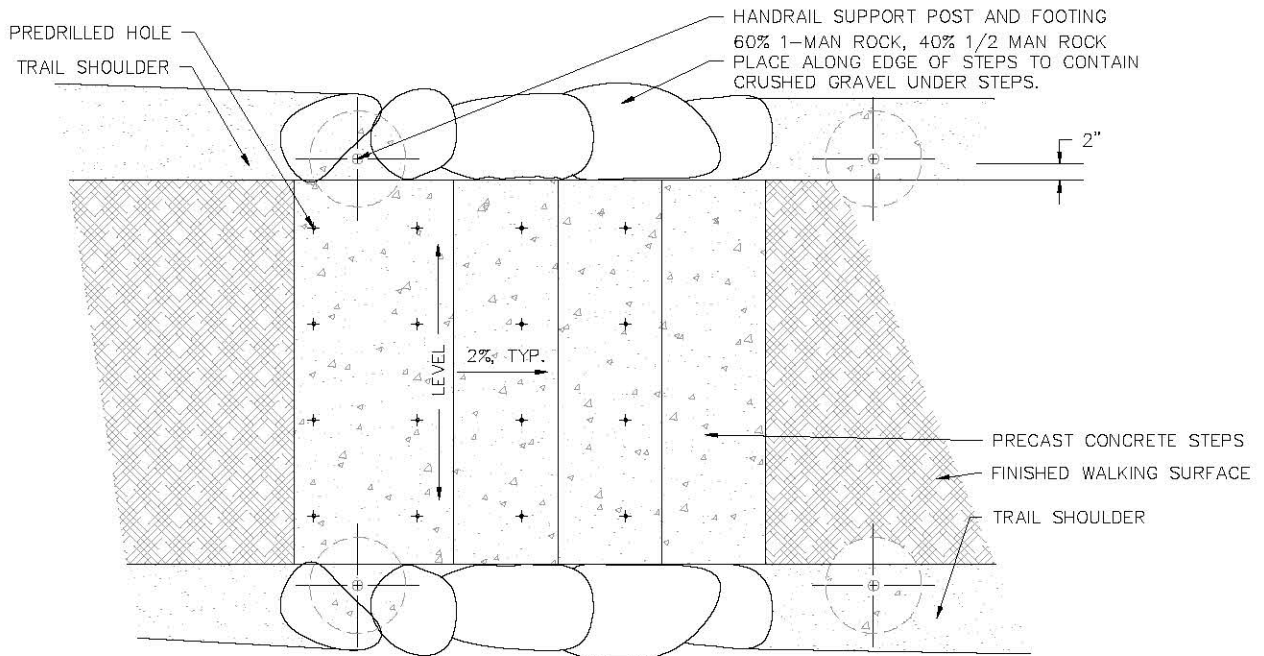 PREDRILLED HOLE
TRAIL SHOULDER
HANDRAIL SUPPORT POST AND FOOTING
60% 1-MAN ROCK, 40% 1/2 MAN ROCK
PLACE ALONG EDGE OF STEPS TO CONTAIN
CRUSHED GRAVEL UNDER STEPS.
2"
LEVEL
2%, TYP.
PRECAST CONCRETE STEPS
FINISHED WALKING SURFACE
TRAIL SHOULDER